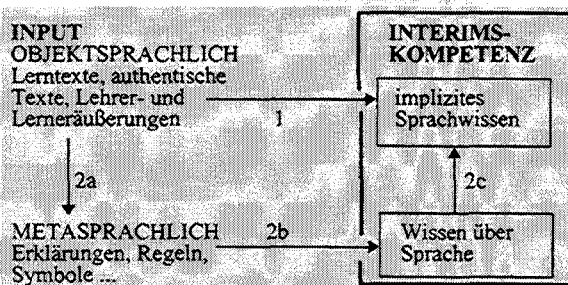 INPUT
OBJEKTSPRACHLICH
Lerntexte, authentische
Texte, Lehrer- und
Lerneräußerungen
1
INTERIMS-
KOMPETENZ
implizites
Sprachwissen
2a
2c
METASPRACHLICH
Erklärungen, Regeln,
Symbole ...
2b
Wissen über
Sprache